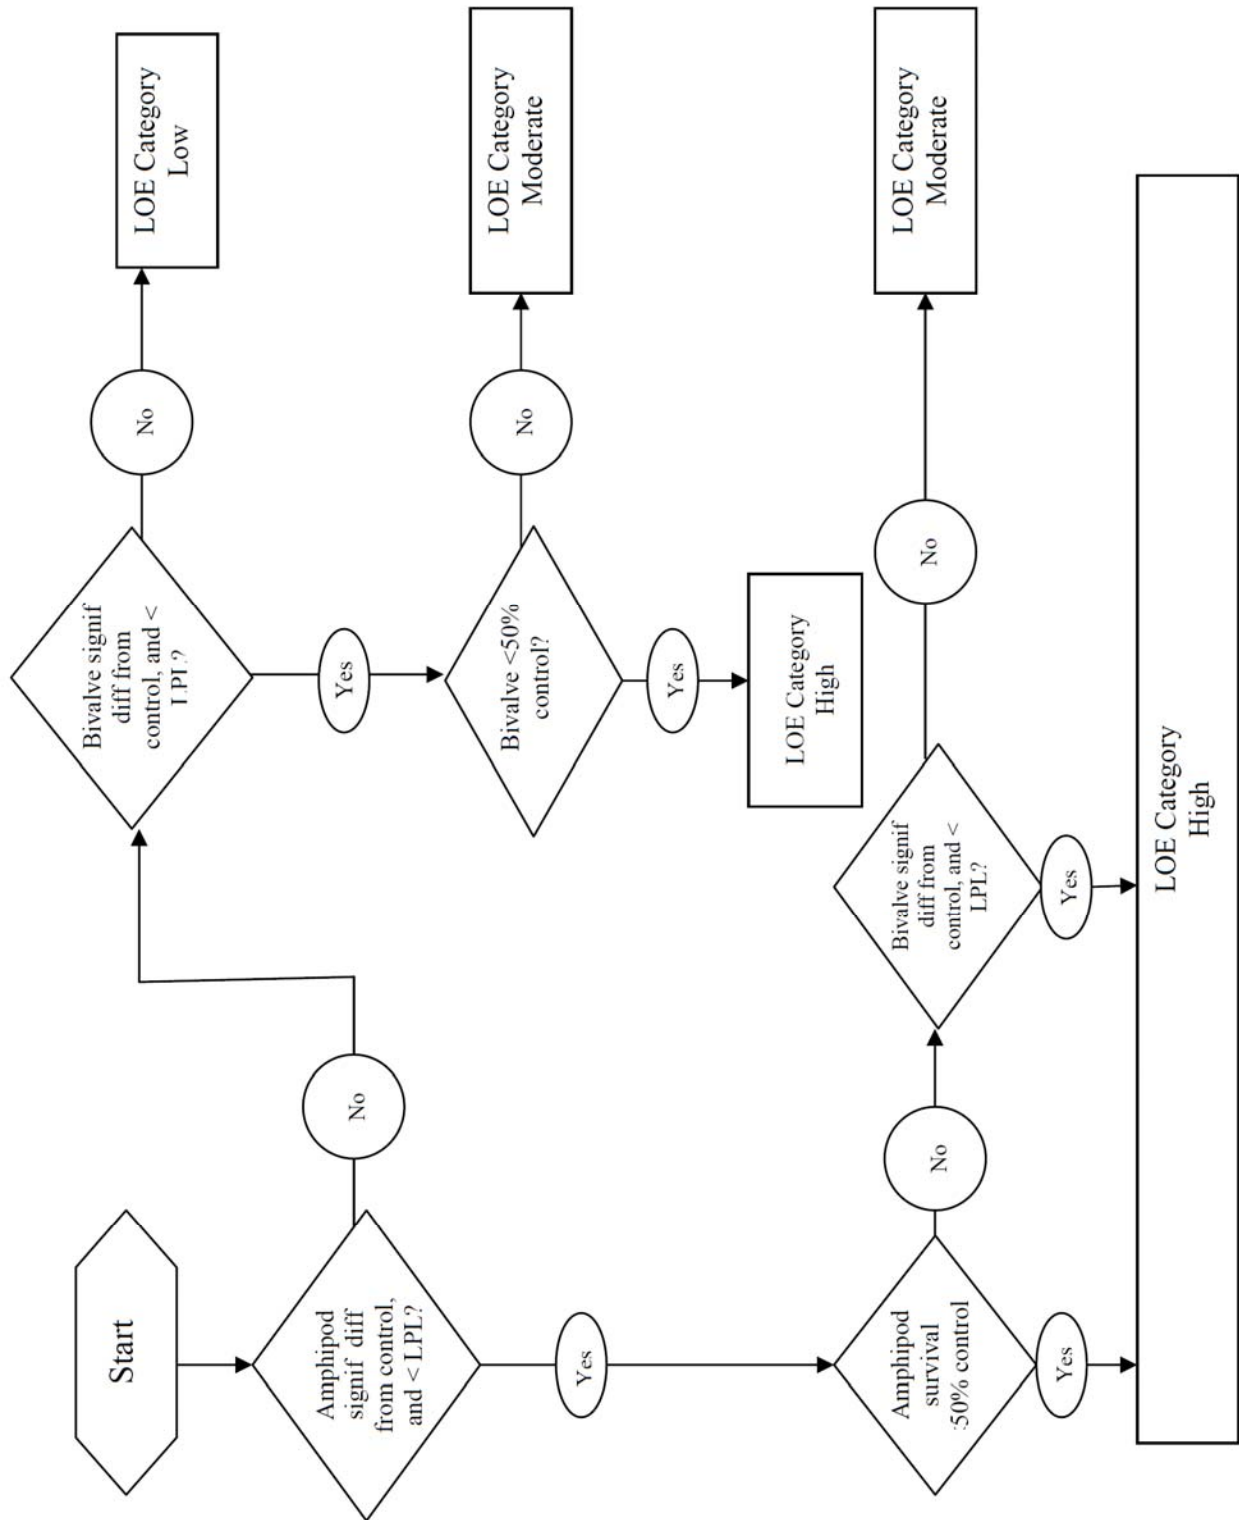 Start
Amphipod
signif diff
from control,
and < LPL?
No
Bivalve signif
diff from
control, and <
LPL?
No
LOE Category
Low
Yes
Bivalve <50%
control?
No
LOE Category
Moderate
Yes
LOE Category
High
Yes
Amphipod
survival
:50% control
No
Bivalve signif
diff from
control, and <
LPL?
No
LOE Category
Moderate
Yes
Yes
LOE Category
High